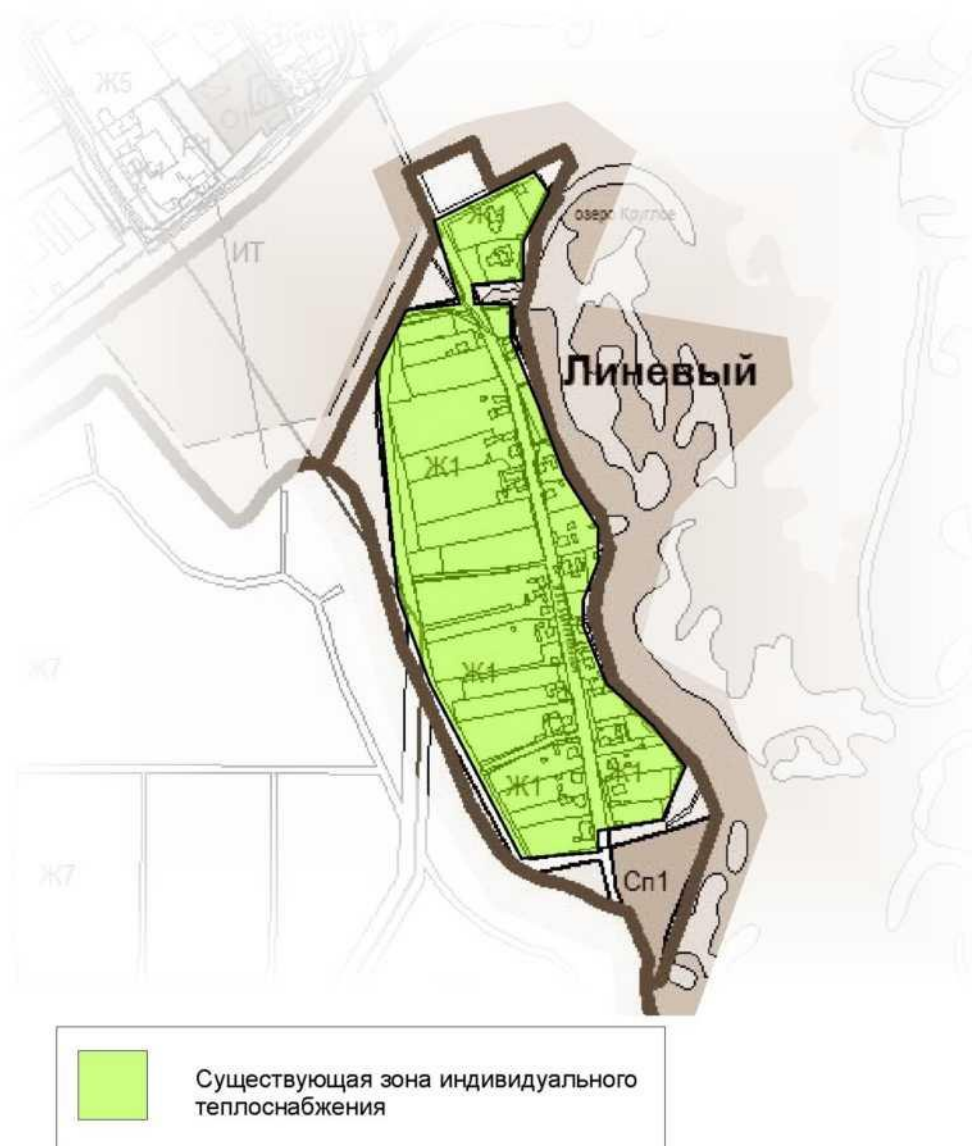 Ж5
ИТ
Ж1
озеро Круглое
Линевый
Ж1
Ж1
Ж7
Ж1
Ж1
Ж7
Сп1
Существующая зона индивидуального
теплоснабжения